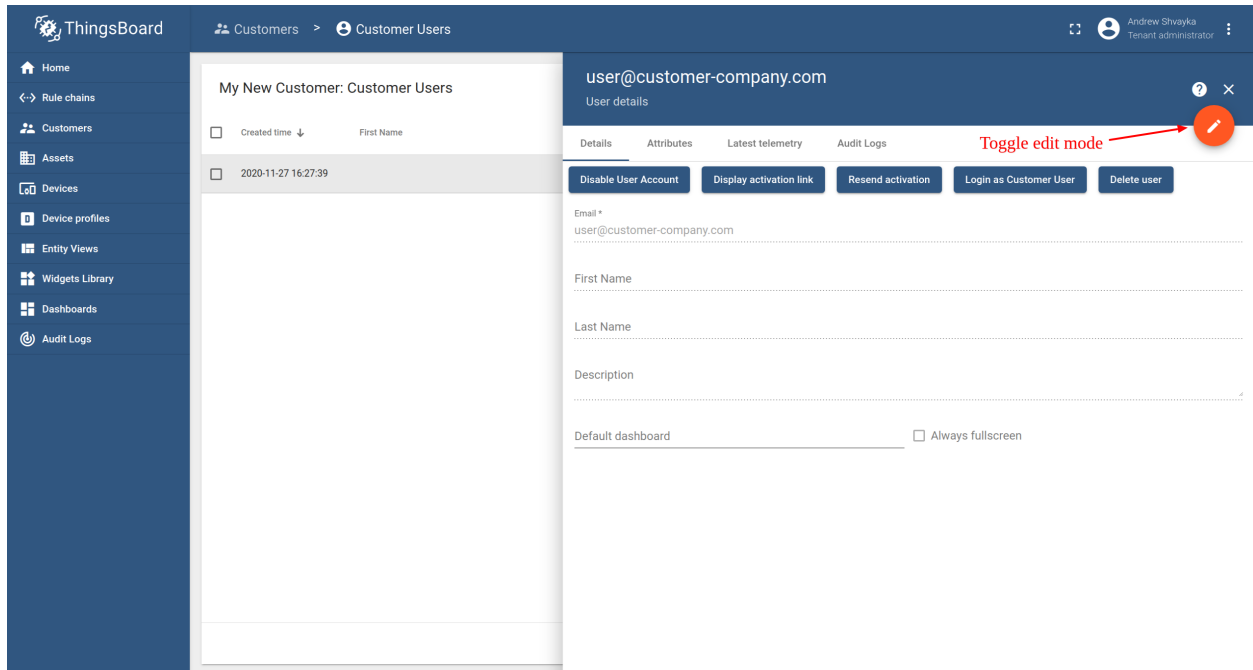 ThingsBoard
Customers > Customer Users
Andrew Shvayka
Tenant administrator
Home
Rule chains
Customers
Assets
Devices
Device profiles
Entity Views
Widgets Library
Dashboards
Audit Logs
My New Customer: Customer Users
Created time First Name
2020-11-27 16:27:39
user@customer-company.com
User details
Toggle edit mode
Details Attributes Latest telemetry Audit Logs
Disable User Account Display activation link Resend activation Login as Customer User Delete user
Email *
user@customer-company.com
First Name
Last Name
Description
Default dashboard Always fullscreen